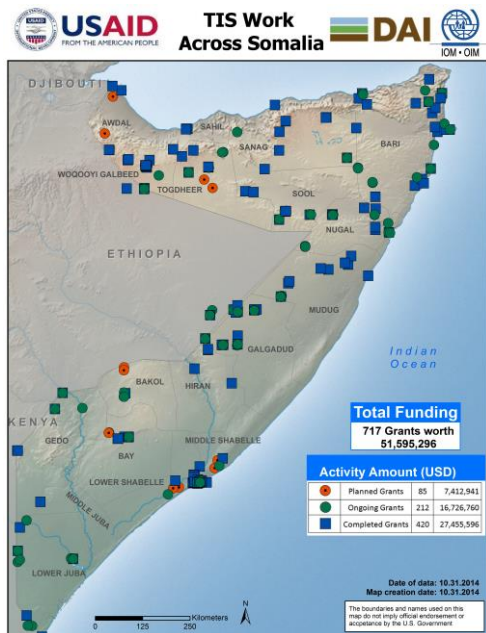 USAID
FROM THE AMERICAN PEOPLE
TIS Work
Across Somalia
DAI
IOM • OIM
DJIBOUTI
AWDAL
SAHIL
SANAQ
BARI
WOQOOYI GALBEED
TOGDHEER
SOOL
NUGAL
ETHIOPIA
MUDUG
GALGADUD
Indian
Ocean
BAKOL
HIRAN
KENYA
GEDO
BAY
MIDDLE SHABELLE
LOWER SHABELLE
MIDDLE JUBA
LOWER JUBA
Total Funding
717 Grants worth
51,595,296
Activity Amount (USD)
Planned Grants 85 7,412,941
Ongoing Grants 212 16,726,760
Completed Grants 420 27,455,596
Date of data: 10.31.2014
Map creation date: 10.31.2014
Kilometers
0 125 250
N
The boundaries and names used on this
map do not imply official endorsement or
accpetance by the U.S. Government